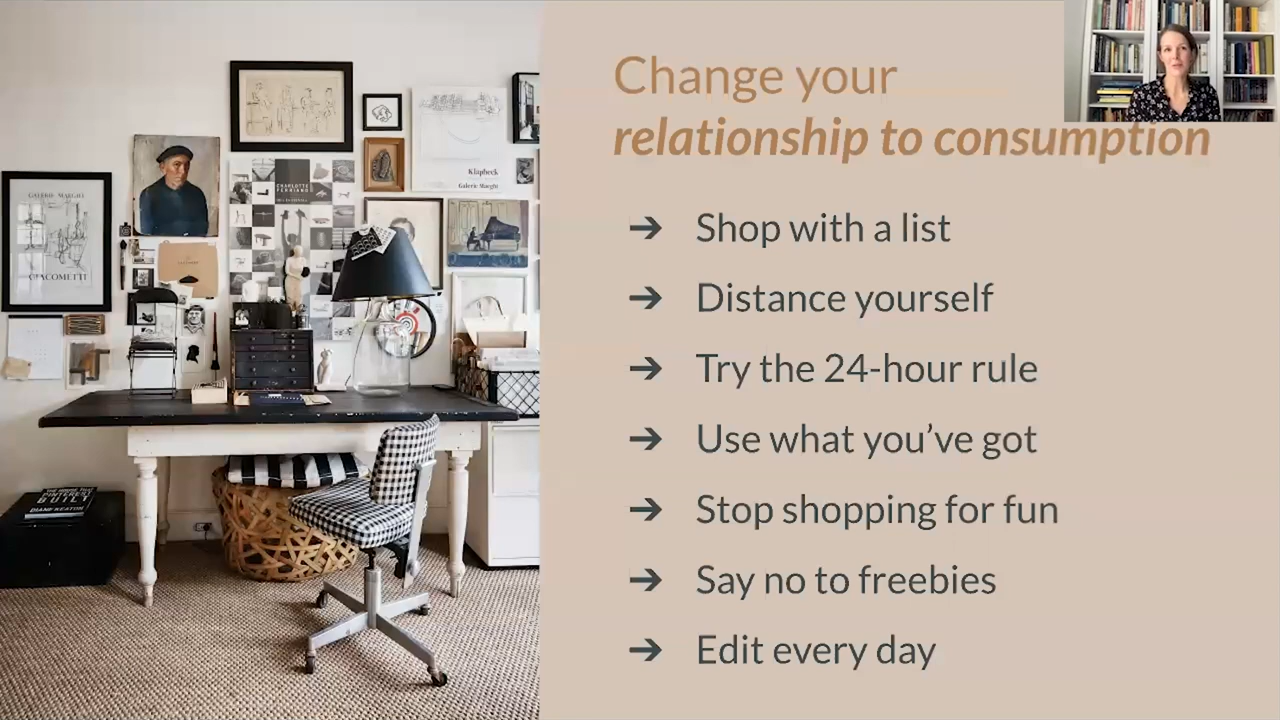 Change your
relationship to consumption
➔ Shop with a list
➔ Distance yourself
➔ Try the 24-hour rule
➔ Use what you’ve got
➔ Stop shopping for fun
➔ Say no to freebies
➔ Edit every day
GALERIE MAEGHT
GIACOMETTI
CHARLOTTE
PERRIAND
Klapheck
Galerie Maeght
THE HOUSE THAT
PINTEREST
BUILT
DIANE KEATON